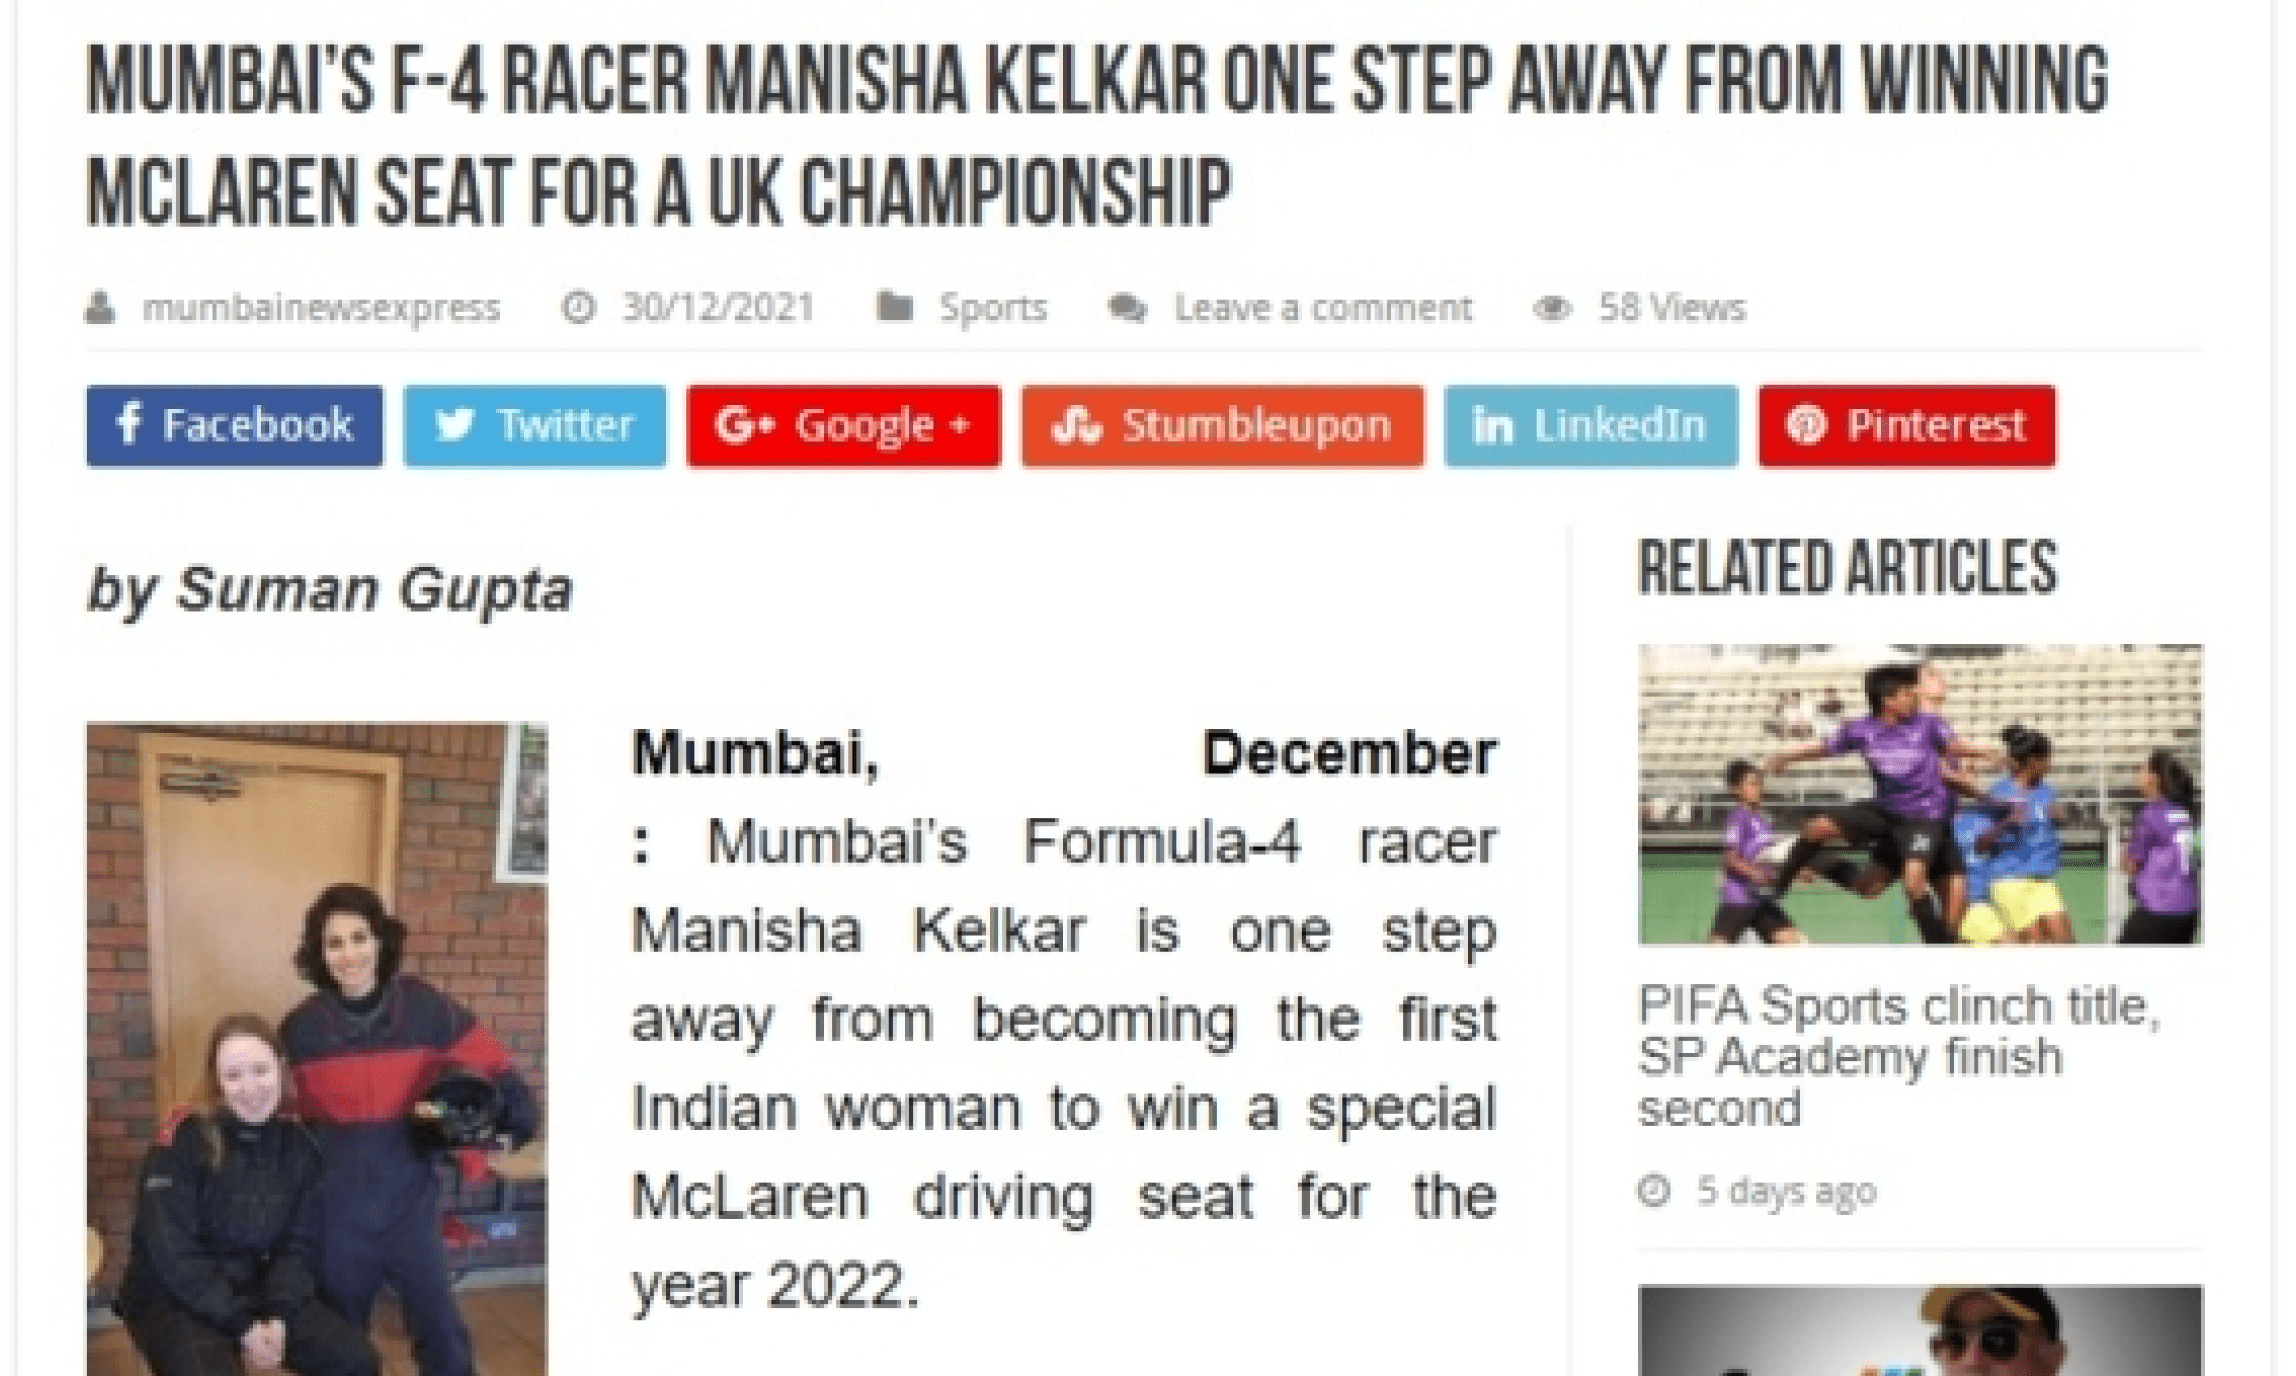 MUMBAI'S F-4 RACER MANISHA KELKAR ONE STEP AWAY FROM WINNING
MCLAREN SEAT FOR A UK CHAMPIONSHIP
mumbainewsexpress 30/12/2021 Sports Leave a comment 58 Views
Facebook Twitter G+ Google + Stumbleupon in LinkedIn Pinterest
by Suman Gupta
Mumbai, December
: Mumbai's Formula-4 racer
Manisha Kelkar is one step
away from becoming the first
Indian woman to win a special
McLaren driving seat for the
year 2022.
RELATED ARTICLES
PIFA Sports clinch title,
SP Academy finish
second
5 days ago